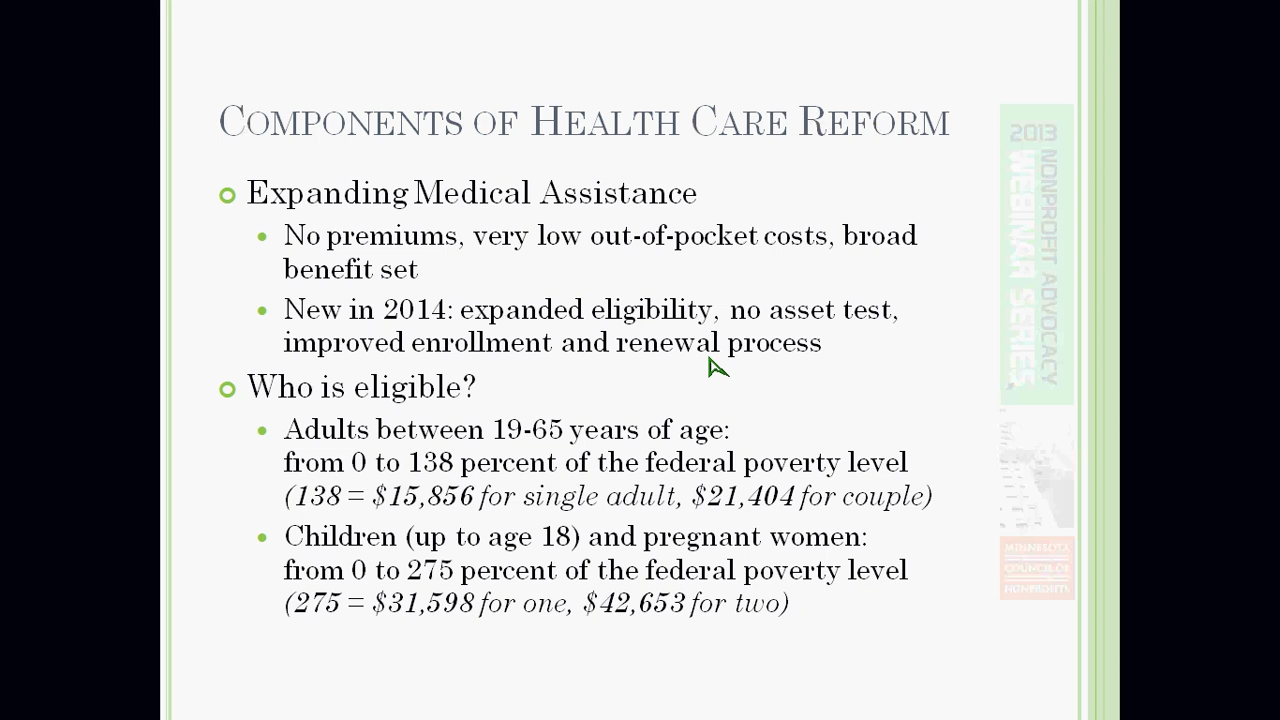 COMPONENTS OF HEALTH CARE REFORM
Expanding Medical Assistance
No premiums, very low out-of-pocket costs, broad
benefit set
New in 2014: expanded eligibility, no asset test,
improved enrollment and renewal process
Who is eligible?
Adults between 19-65 years of age:
from 0 to 138 percent of the federal poverty level
(138 = $15,856 for single adult, $21,404 for couple)
Children (up to age 18) and pregnant women:
from 0 to 275 percent of the federal poverty level
(275 = $31,598 for one, $42,653 for two)
2013 NONPROFIT ADVOCACY
WEBINAR SERIES
MINNESOTA
COUNCIL OF
NONPROFITS